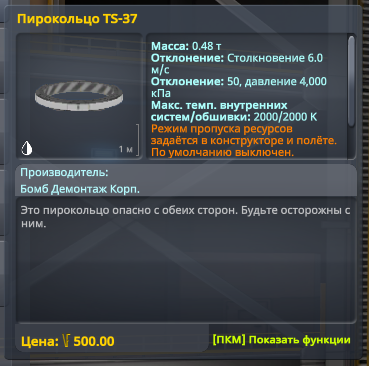 Пирокольцо TS-37
Масса: 0.48 т
Отклонение: Столкновение 6.0
м/с
Отклонение: 50, давление 4,000
кПа
Макс. темп. внутренних
систем/обшивки: 2000/2000 К
Режим пропуска ресурсов
задаётся в конструкторе и полёте.
По умолчанию выключен.
1 м
Производитель:
Бомб Демонтаж Корп.
Это пирокольцо опасно с обеих сторон. Будьте осторожны с
ним.
Цена: 500.00
[ПКМ] Показать функции